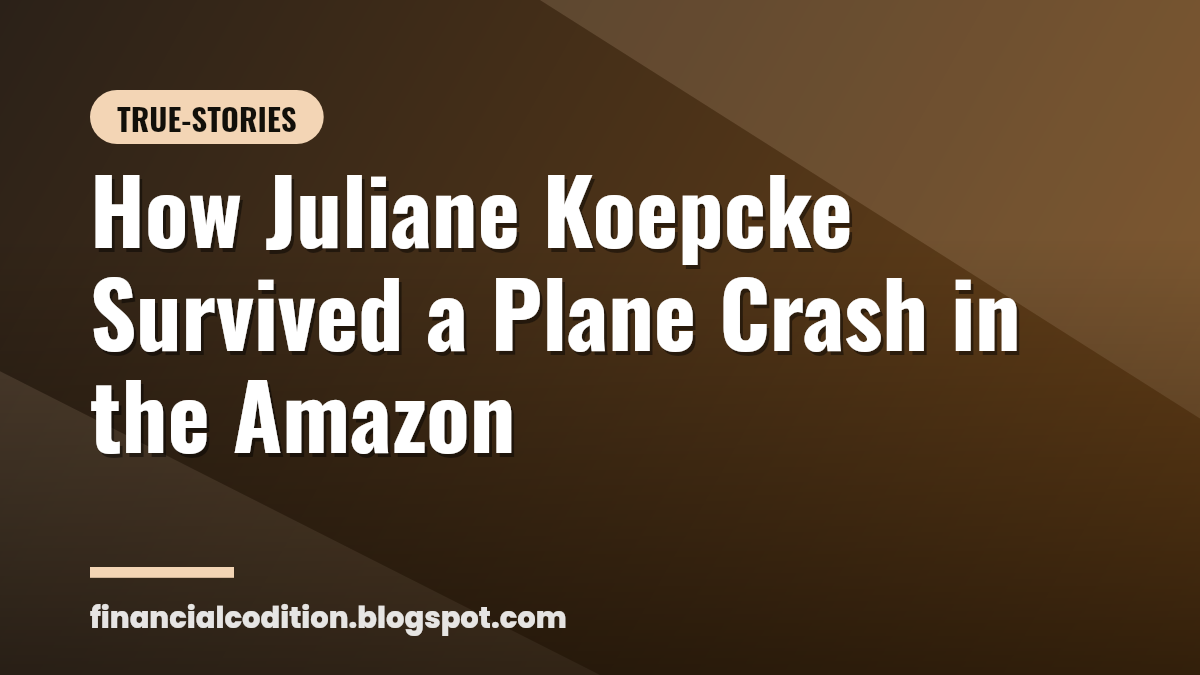 TRUE-STORIES
How Juliane Koepcke
Survived a Plane Crash in
the Amazon
financialcodition.blogspot.com